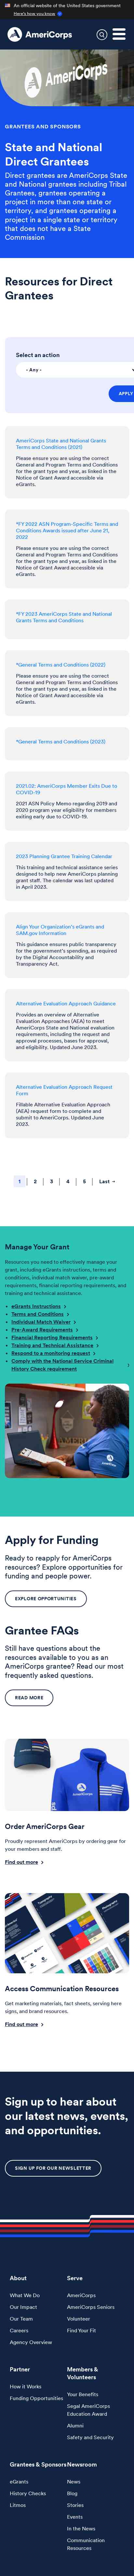 An official website of the United States government
Here's how you know
AmeriCorps
AmeriCorps
GRANTEES AND SPONSORS
State and National
Direct Grantees
Direct grantees are AmeriCorps State
and National grantees including Tribal
Grantees, grantees operating a
project in in more than one state or
territory, and grantees operating a
project in a single state or territory
that does not have a State
Commission
Resources for Direct
Grantees
Select an action
- Any -
APPLY
AmeriCorps State and National Grants
Terms and Conditions (2021)
Please ensure you are using the correct
General and Program Terms and Conditions
for the grant type and year, as linked in the
Notice of Grant Award accessible via
eGrants.
*FY 2022 ASN Program-Specific Terms and
Conditions Awards issued after June 21,
2022
Please ensure you are using the correct
General and Program Terms and Conditions
for the grant type and year, as linked in the
Notice of Grant Award accessible via
eGrants.
*FY 2023 AmeriCorps State and National
Grants Terms and Conditions
*General Terms and Conditions (2022)
Please ensure you are using the correct
General and Program Terms and Conditions
for the grant type and year, as linked in the
Notice of Grant Award accessible via
eGrants.
*General Terms and Conditions (2023)
2021.02: AmeriCorps Member Exits Due to
COVID-19
2021 ASN Policy Memo regarding 2019 and
2020 program year flexibility for members
exiting early due to COVID-19.
2023 Planning Grantee Training Calendar
This training and technical assistance series
designed to help new AmeriCorps planning
grant staff. The calendar was last updated
in April 2023.
Align Your Organization's eGrants and
SAM.gov Information
This guidance ensures public transparency
for the government's spending, as required
by the Digital Accountability and
Transparency Act.
Alternative Evaluation Approach Guidance
Provides an overview of Alternative
Evaluation Approaches (AEA) to meet
AmeriCorps State and National evaluation
requirements, including the request and
approval processes, best uses for approval,
and eligibility. Updated June 2023.
Alternative Evaluation Approach Request
Form
Fillable Alternative Evaluation Approach
(AEA) request form to complete and
submit to AmeriCorps. Updated June
2023.
1 2 3 4 5 Last →
Manage Your Grant
Resources you need to effectively manage your
grant, including eGrants instructions, terms and
conditions, individual match waiver, pre-award
requirements, financial reporting requirements, and
training and technical assistance.
eGrants Instructions
Terms and Conditions
Individual Match Waiver
Pre-Award Requirements
Financial Reporting Requirements
Training and Technical Assistance
Respond to a monitoring request
Comply with the National Service Criminal
History Check requirement
Apply for Funding
Ready to reapply for AmeriCorps
resources? Explore opportunities for
funding and people power.
EXPLORE OPPORTUNITIES
Grantee FAQs
Still have questions about the
resources available to you as an
AmeriCorps grantee? Read our most
frequently asked questions.
READ MORE
Order AmeriCorps Gear
Proudly represent AmeriCorps by ordering gear for
your members and staff.
Find out more
Access Communication Resources
Get marketing materials, fact sheets, serving here
signs, and brand resources.
Find out more
Sign up to hear about
our latest news, events,
and opportunities.
SIGN UP FOR OUR NEWSLETTER
About
What We Do
Our Impact
Our Team
Careers
Agency Overview
Serve
AmeriCorps
AmeriCorps Seniors
Volunteer
Find Your Fit
Partner
How it Works
Funding Opportunities
Members &
Volunteers
Your Benefits
Segal AmeriCorps
Education Award
Alumni
Safety and Security
Grantees & Sponsors
eGrants
History Checks
Litmos
Newsroom
News
Blog
Stories
Events
In the News
Communication
Resources